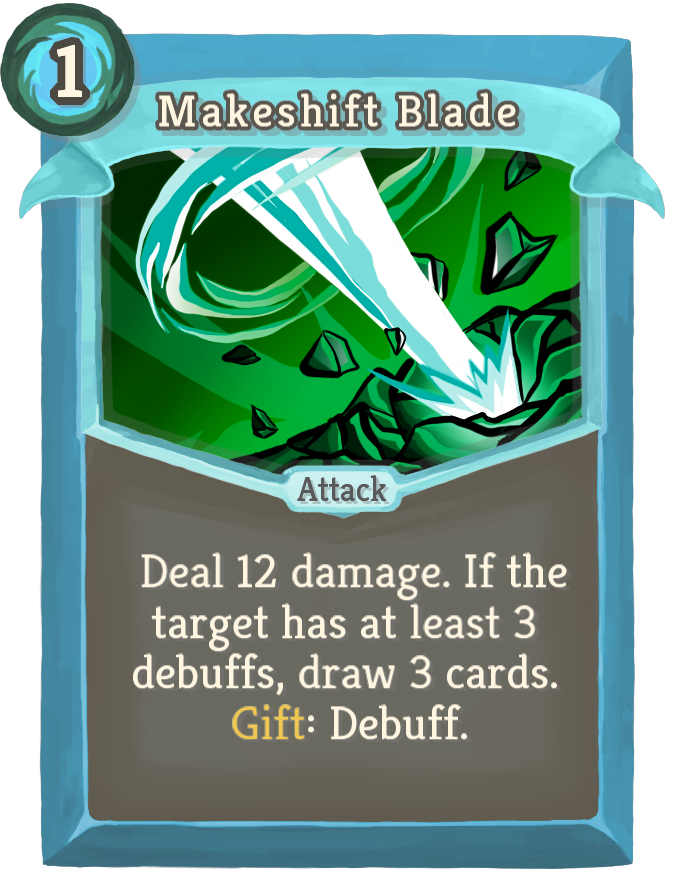 1
Makeshift Blade
Attack
Deal 12 damage. If the
target has at least 3
debuffs, draw 3 cards.
Gift: Debuff.